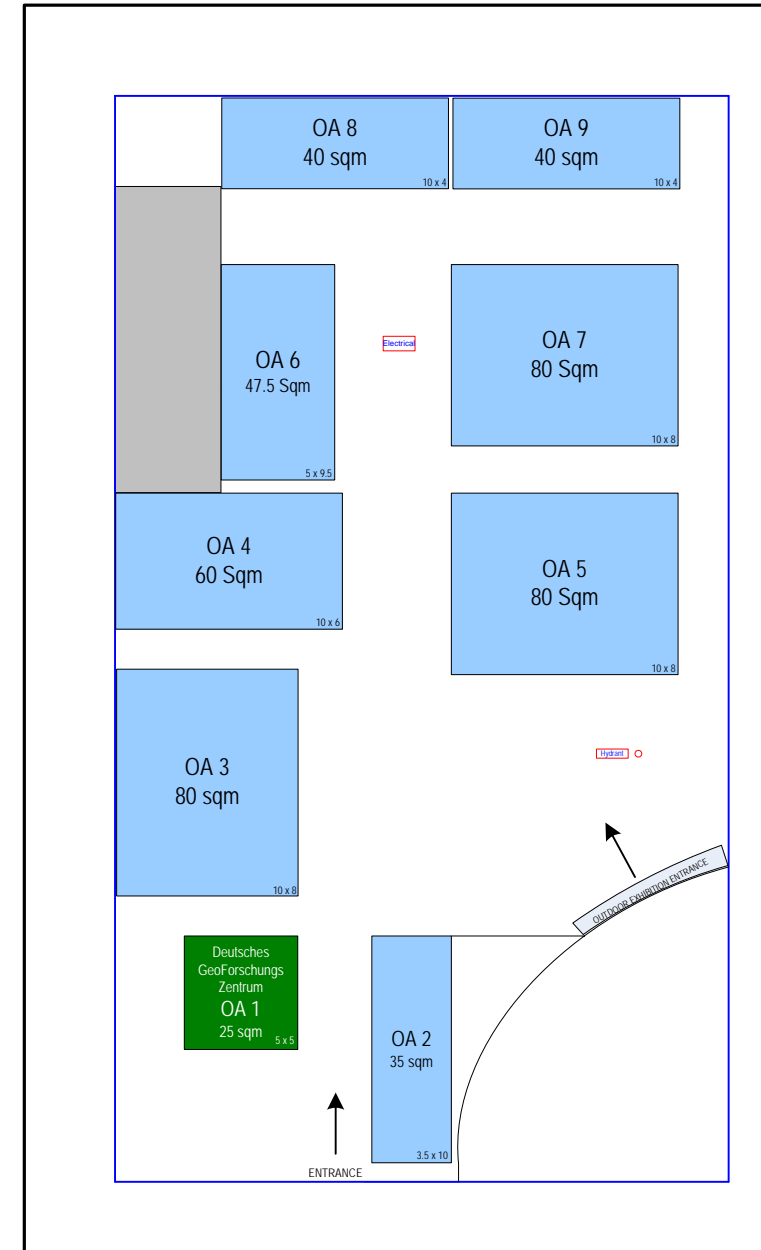 OA 8
40 sqm
10 x 4
OA 9
40 sqm
10 x 4
OA 6
47.5 Sqm
5 x 9.5
Electrical
OA 7
80 Sqm
10 x 8
OA 4
60 Sqm
10 x 6
OA 5
80 Sqm
10 x 8
OA 3
80 sqm
10 x 8
Hydrant
OUTDOOR EXHIBITION ENTRANCE
Deutsches
GeoForschungs
Zentrum
OA 1
25 sqm
5 x 5
OA 2
35 sqm
3.5 x 10
ENTRANCE